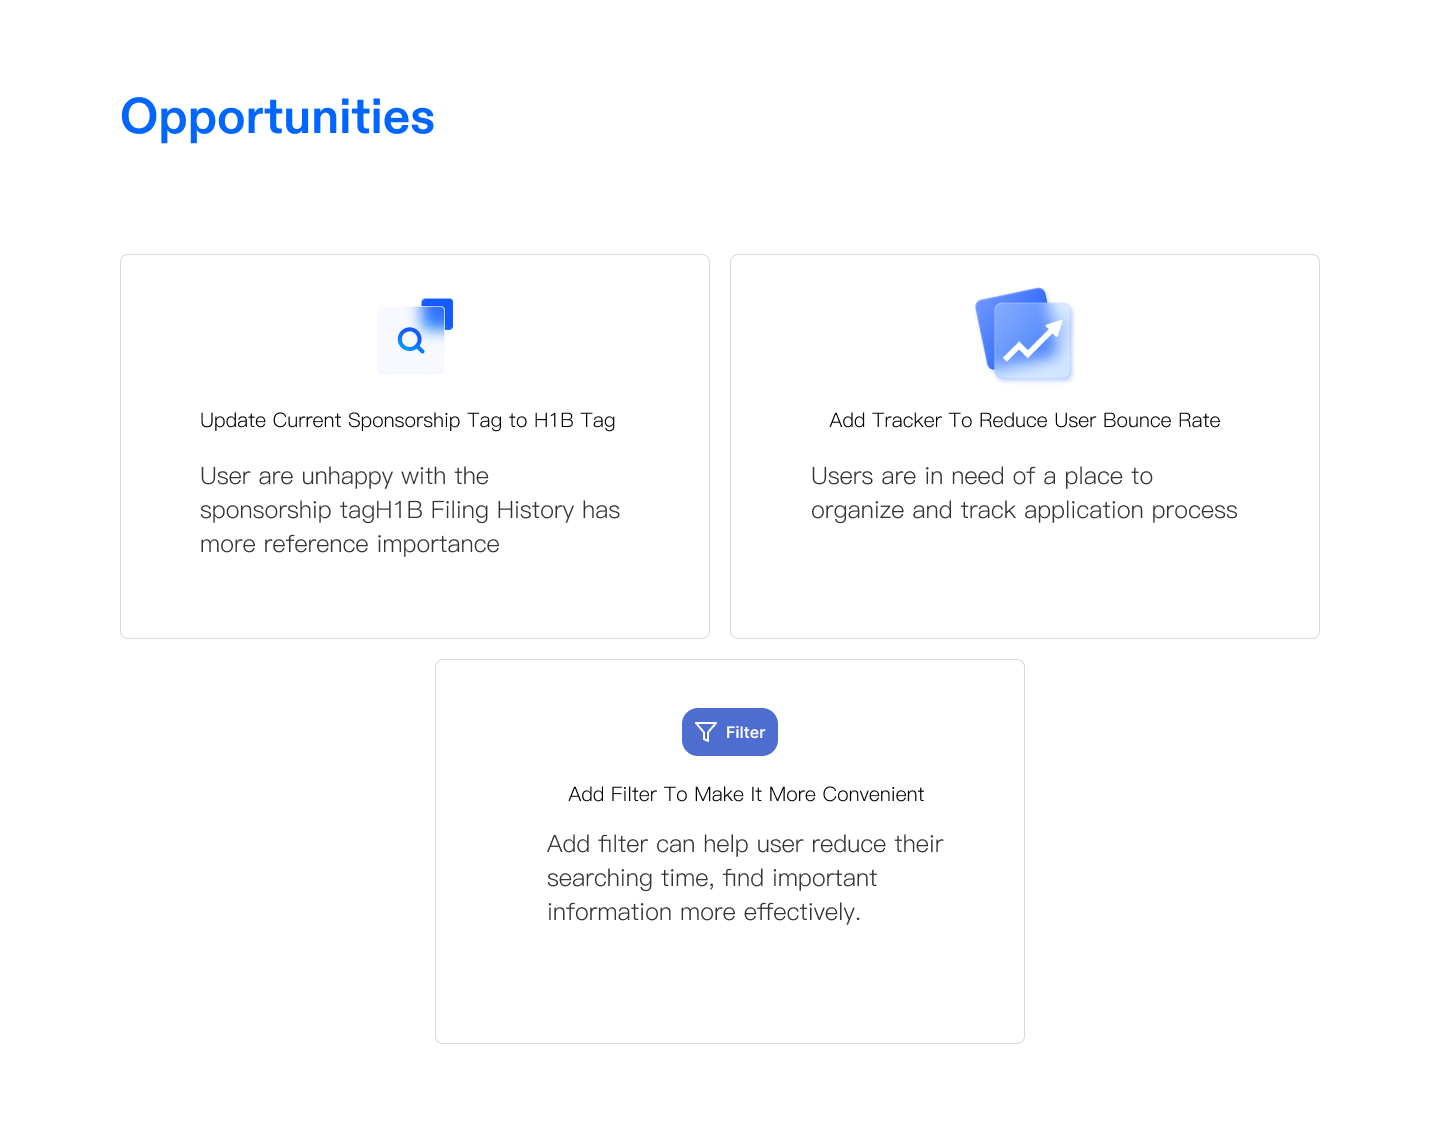 Opportunities
Update Current Sponsorship Tag to H1B Tag
User are unhappy with the
sponsorship tagH1B Filing History has
more reference importance
Add Tracker To Reduce User Bounce Rate
Users are in need of a place to
organize and track application process
Filter
Add Filter To Make It More Convenient
Add filter can help user reduce their
searching time, find important
information more effectively.